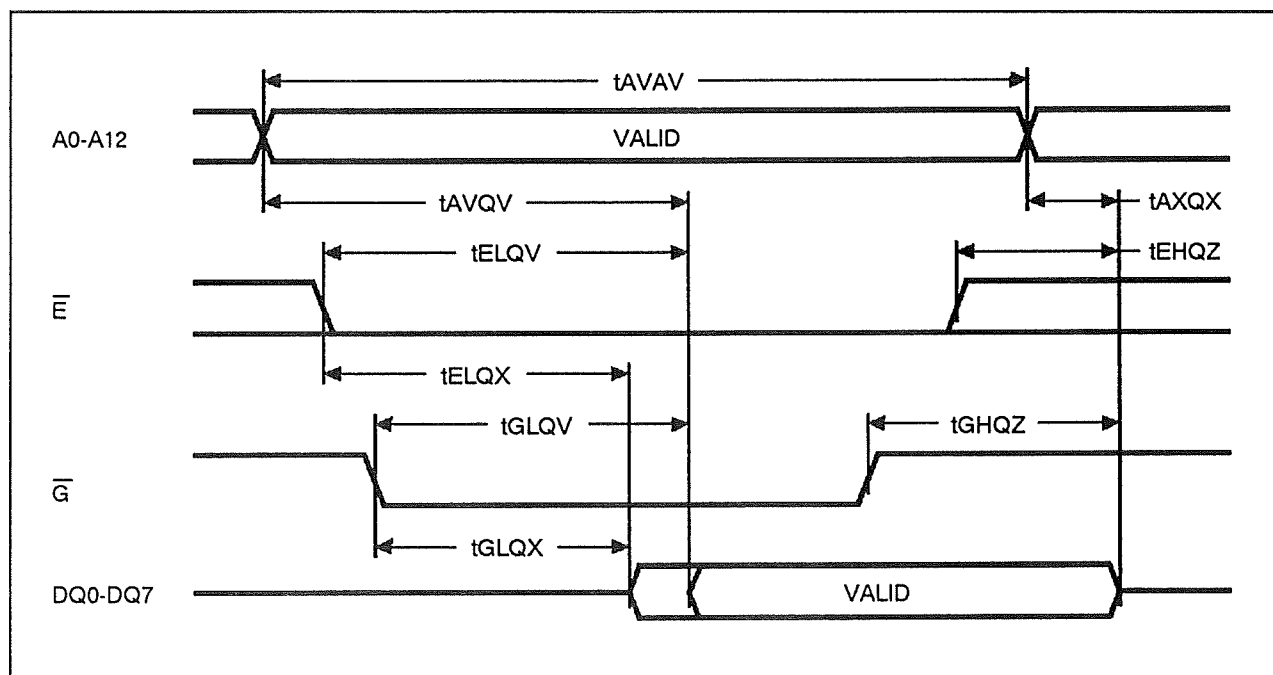 tAVAV
A0-A12
VALID
tAVQV
tAXQX
tELQV
tEHQZ
E̅
tELQX
tGLQV
tGHQZ
G̅
tGLQX
DQ0-DQ7
VALID